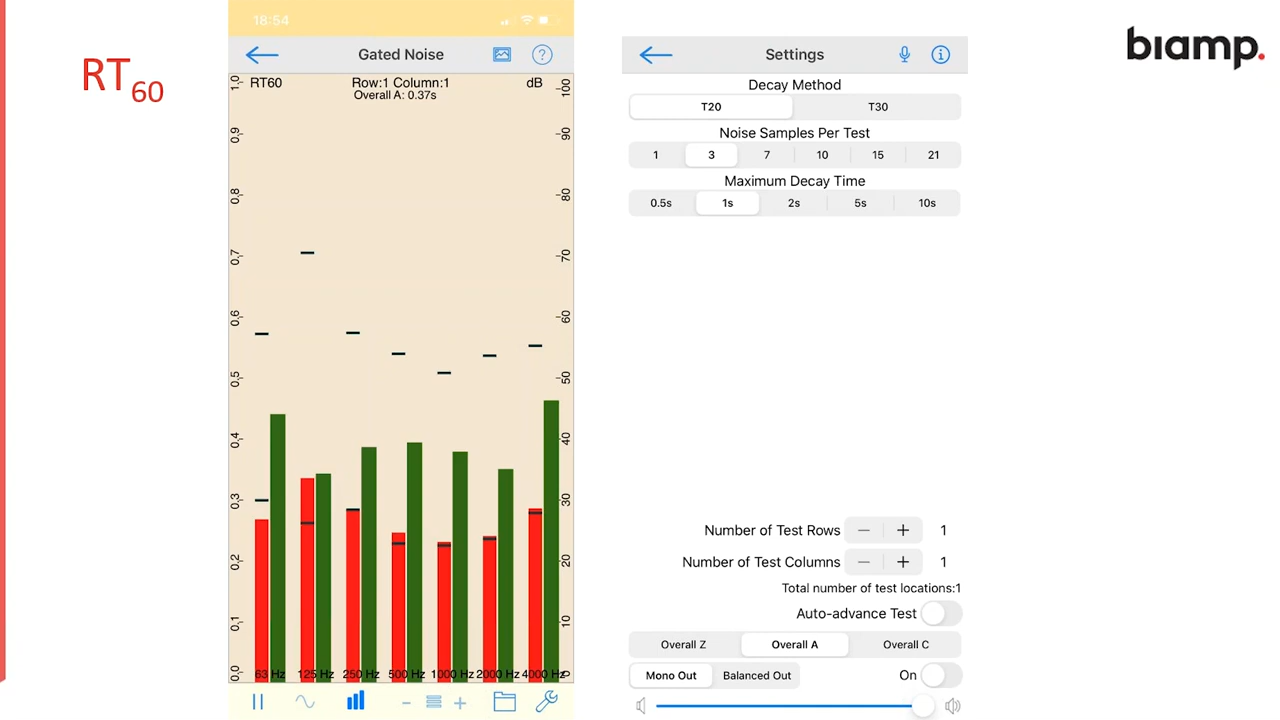 RT60
18:54
Gated Noise
?
RT60
Row:1 Column:1
dB
Overall A: 0.37s
1.0
0.9
0.8
0.7
0.6
0.5
0.4
0.3
0.2
0.1
0.0
100
90
80
70
60
50
40
30
20
10
0
63 Hz
125 Hz
250 Hz
500 Hz
1000 Hz
2000 Hz
4000 Hz
Settings
Decay Method
T20 T30
Noise Samples Per Test
1 3 7 10 15 21
Maximum Decay Time
0.5s 1s 2s 5s 10s
Number of Test Rows - + 1
Number of Test Columns - + 1
Total number of test locations:1
Auto-advance Test
Overall Z Overall A Overall C
Mono Out Balanced Out On
biamp.